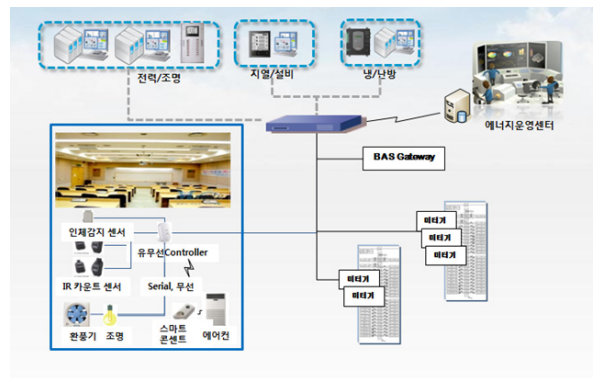 전력/조명
지열/설비
냉/난방
에너지운영센터
BAS Gateway
인체감지 센서
유무선Controller
IR 카운트 센서
Serial, 무선
환풍기
조명
스마트
콘센트
에어컨
미터기
미터기
미터기
미터기
미터기